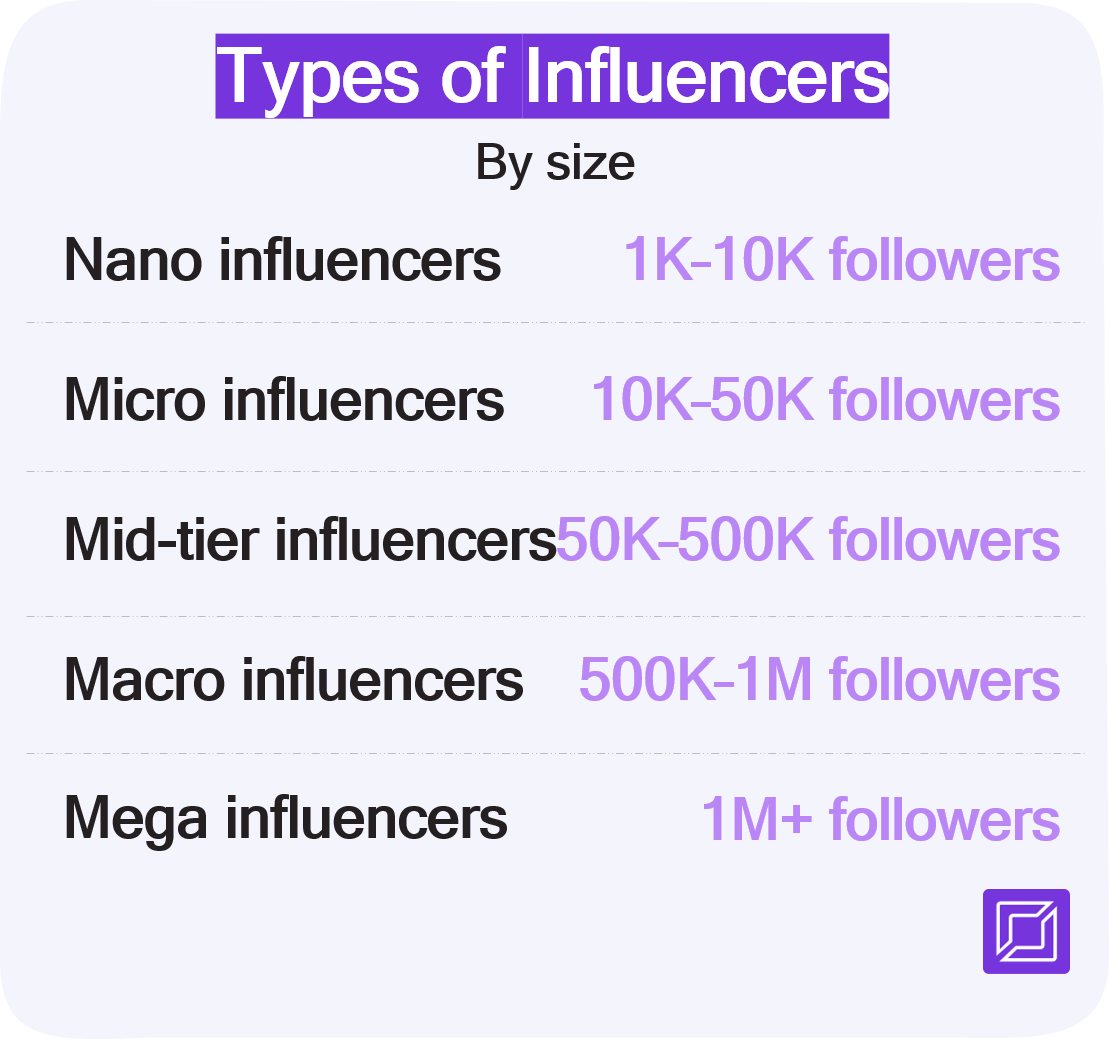 Types of Influencers
By size
Nano influencers 1K-10K followers
Micro influencers 10K-50K followers
Mid-tier influencers 50K-500K followers
Macro influencers 500K-1M followers
Mega influencers 1M+ followers